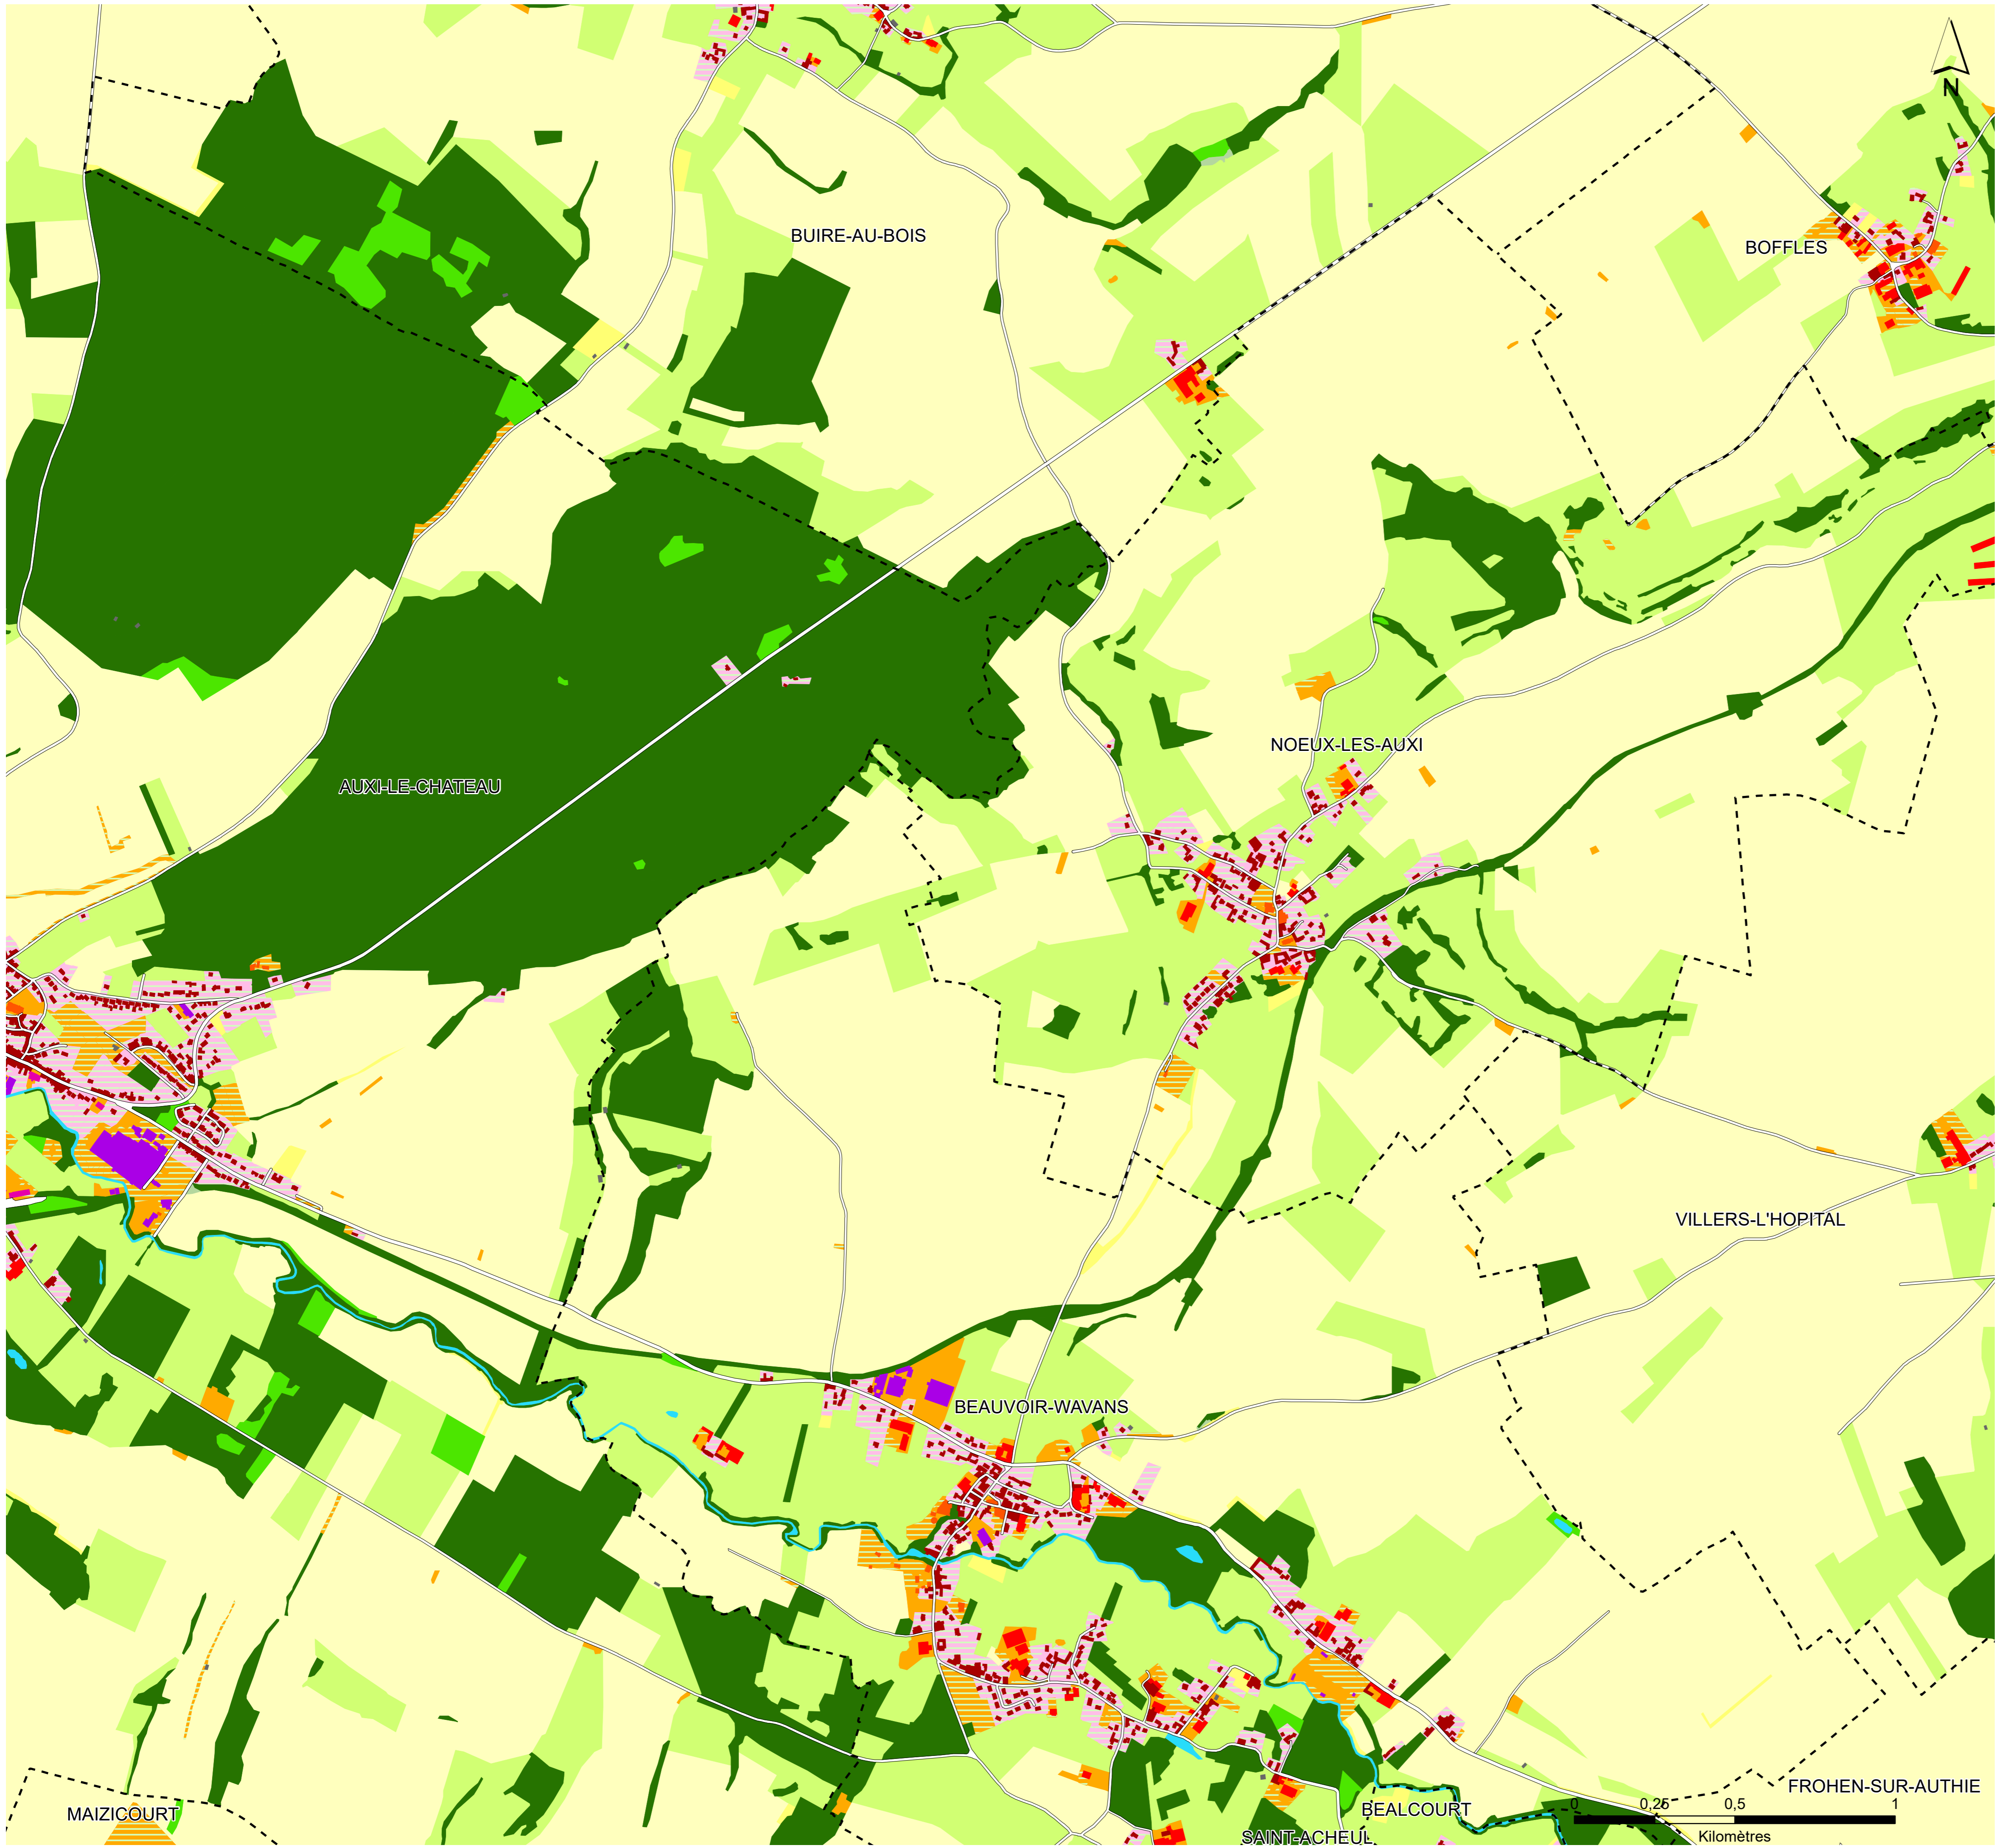 N
BUIRE-AU-BOIS
BOFFLES
NOEUX-LES-AUXI
AUXI-LE-CHATEAU
VILLERS-L'HOPITAL
BEAUVOIR-WAVANS
FROHEN-SUR-AUTHIE
MAIZICOURT
BEALCOURT
0 0,25 0,5 1
Kilomètres
SAINT-ACHEUL